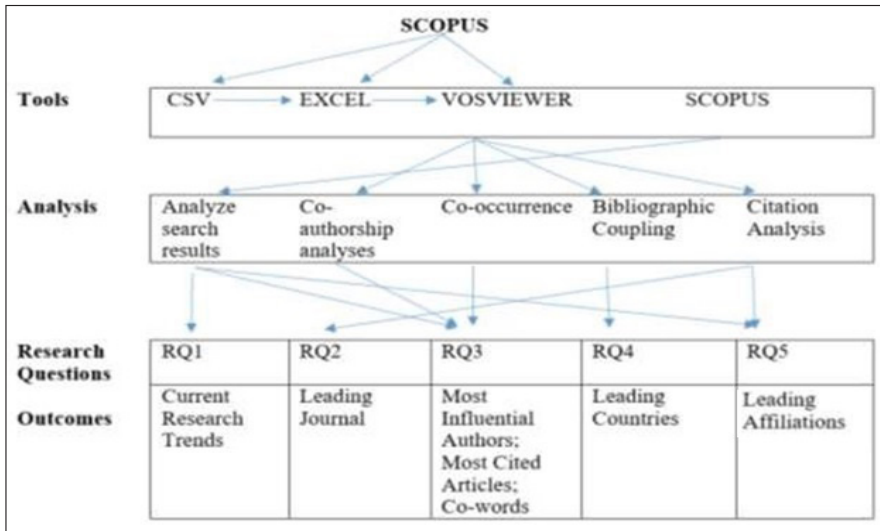 SCOPUS
Tools
CSV EXCEL VOSVIEWER SCOPUS
Analysis
Analyze search results
Co-authorship analyses
Co-occurrence
Bibliographic Coupling
Citation Analysis
Research Questions
RQ1 RQ2 RQ3 RQ4 RQ5
Outcomes
Current Research Trends
Leading Journal
Most Influential Authors; Most Cited Articles; Co-words
Leading Countries
Leading Affiliations